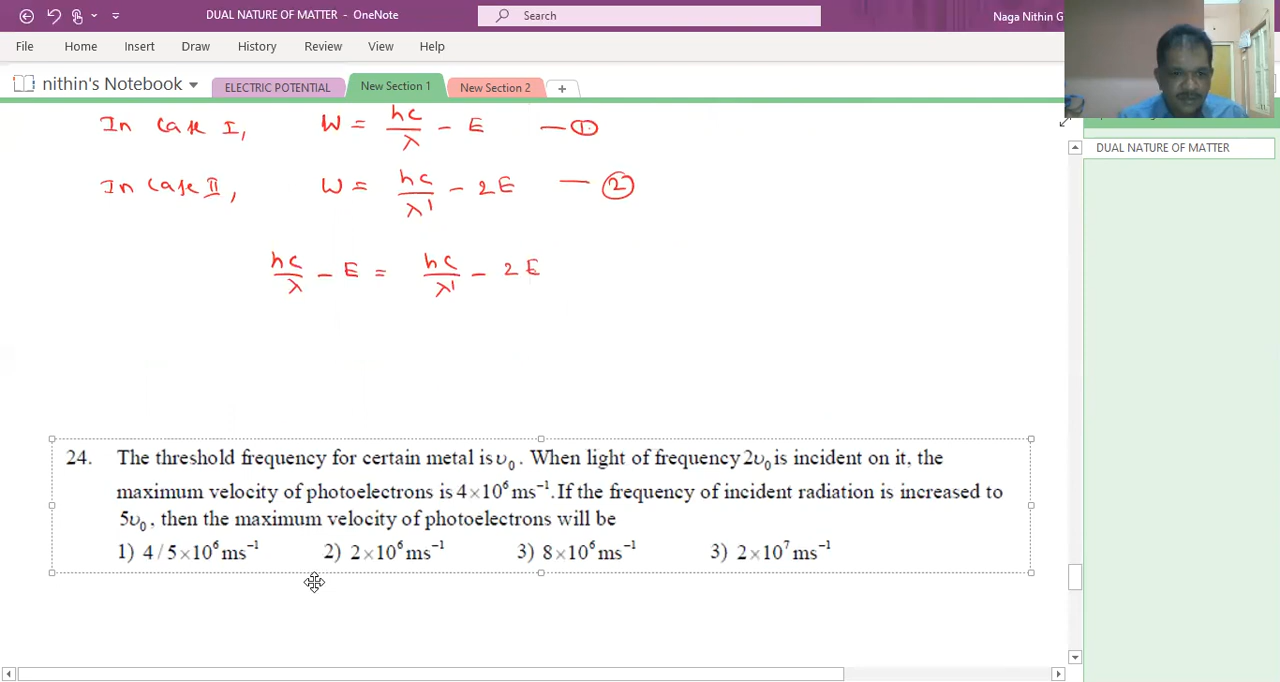 DUAL NATURE OF MATTER - OneNote
Search
Naga Nithin G
File Home Insert Draw History Review View Help
nithin's Notebook ELECTRIC POTENTIAL New Section 1 New Section 2
DUAL NATURE OF MATTER
In case I, W = hc/λ - E — ①
In case II, W = hc/λ' - 2E — ②
hc/λ - E = hc/λ' - 2E
24. The threshold frequency for certain metal is υ₀. When light of frequency 2υ₀ is incident on it, the
maximum velocity of photoelectrons is 4×10⁶ ms⁻¹. If the frequency of incident radiation is increased to
5υ₀, then the maximum velocity of photoelectrons will be
1) 4/5×10⁶ ms⁻¹ 2) 2×10⁶ ms⁻¹ 3) 8×10⁶ ms⁻¹ 3) 2×10⁷ ms⁻¹